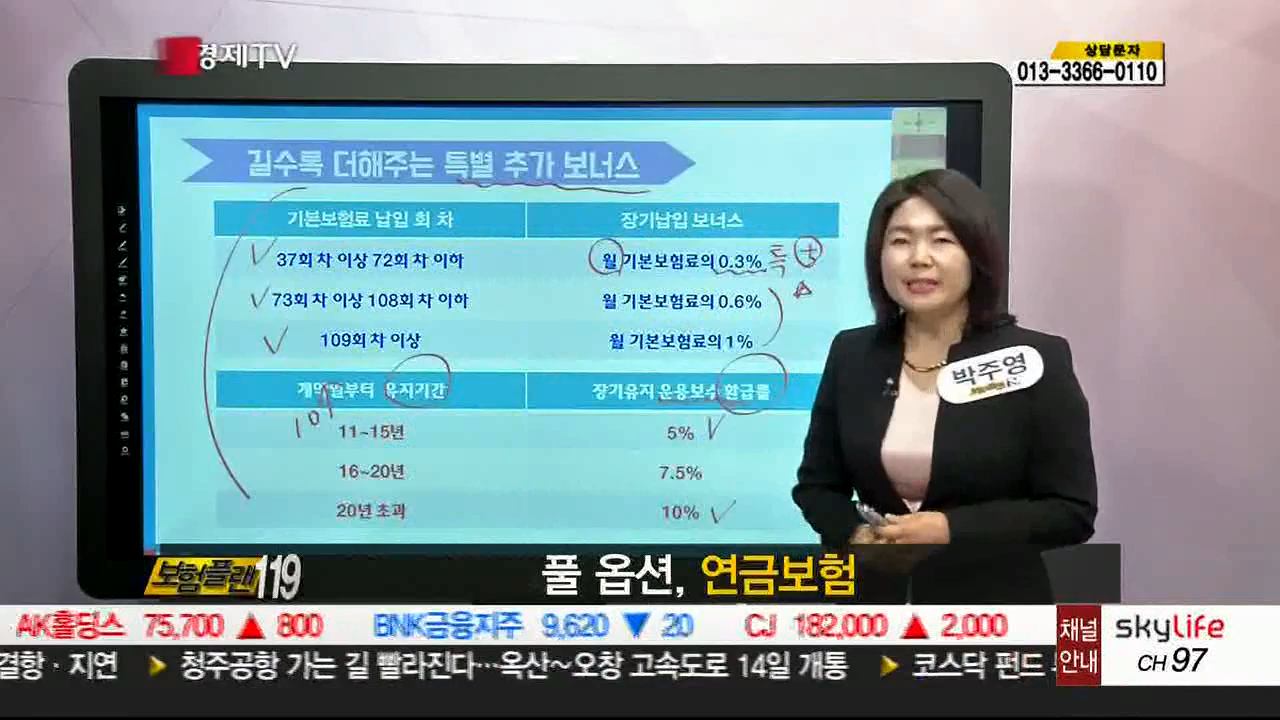 경제TV
상담문자
013-3366-0110
길수록 더해주는 특별 추가 보너스
기본보험료 납입 회 차 장기납입 보너스
37회 차 이상 72회 차 이하 월 기본보험료의 0.3% 특
73회 차 이상 108회 차 이하 월 기본보험료의 0.6%
109회 차 이상 월 기본보험료의 1%
계약일부터 유지기간 장기유지 운용보수 환급률
11~15년 5%
16~20년 7.5%
20년 초과 10%
박주영
보험플랜119
풀 옵션, 연금보험
AK홀딩스 75,700 ▲ 800 BNK금융지주 9,620 ▼ 20 CJ 182,000 ▲ 2,000
결항·지연 청주공항 가는 길 빨라진다…옥산~오창 고속도로 14일 개통 코스닥 펀드
채널안내
skylife
CH 97